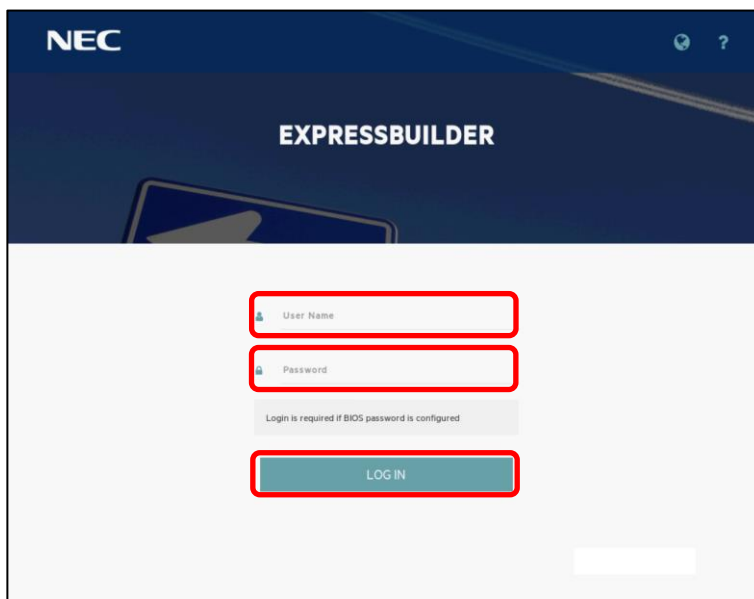 NEC
?
EXPRESSBUILDER
User Name
Password
Login is required if BIOS password is configured
LOG IN